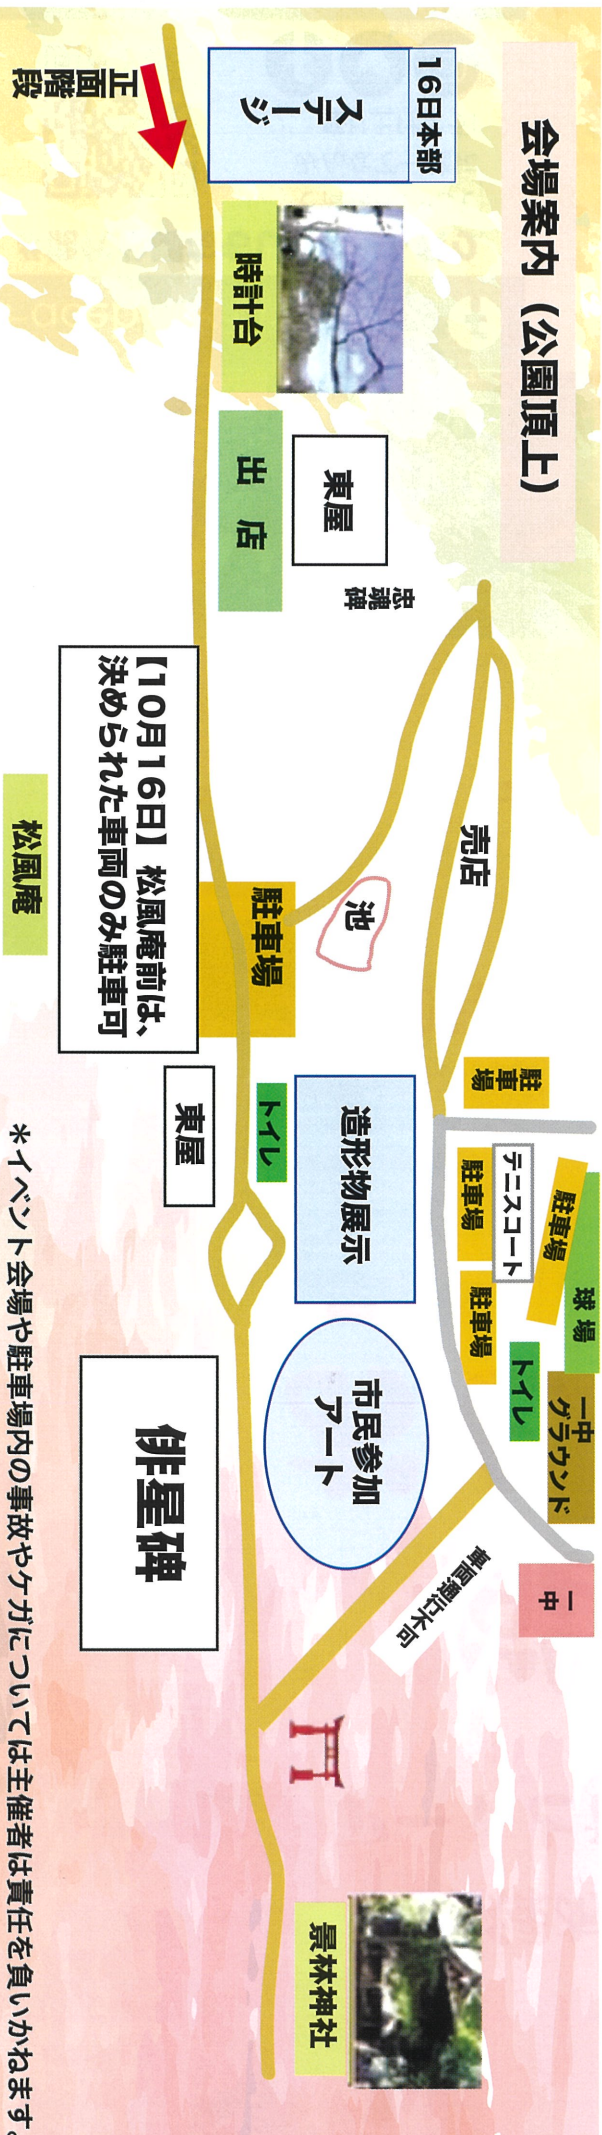 会場案内（公園頂上）
16日本部
ステージ
正面階段
時計台
東屋
出店
忠魂碑
売店
池
駐車場
【10月16日】松風庵前は、
決められた車両のみ駐車可
松風庵
駐車場
テニスコート
駐車場
駐車場
球場
駐車場
トイレ
一中
グラウンド
一中
トイレ
東屋
造形物展示
市民参加
アート
俳星碑
車両通行不可
景林神社
＊イベント会場や駐車場内の事故やケガについては主催者は責任を負いかねます。